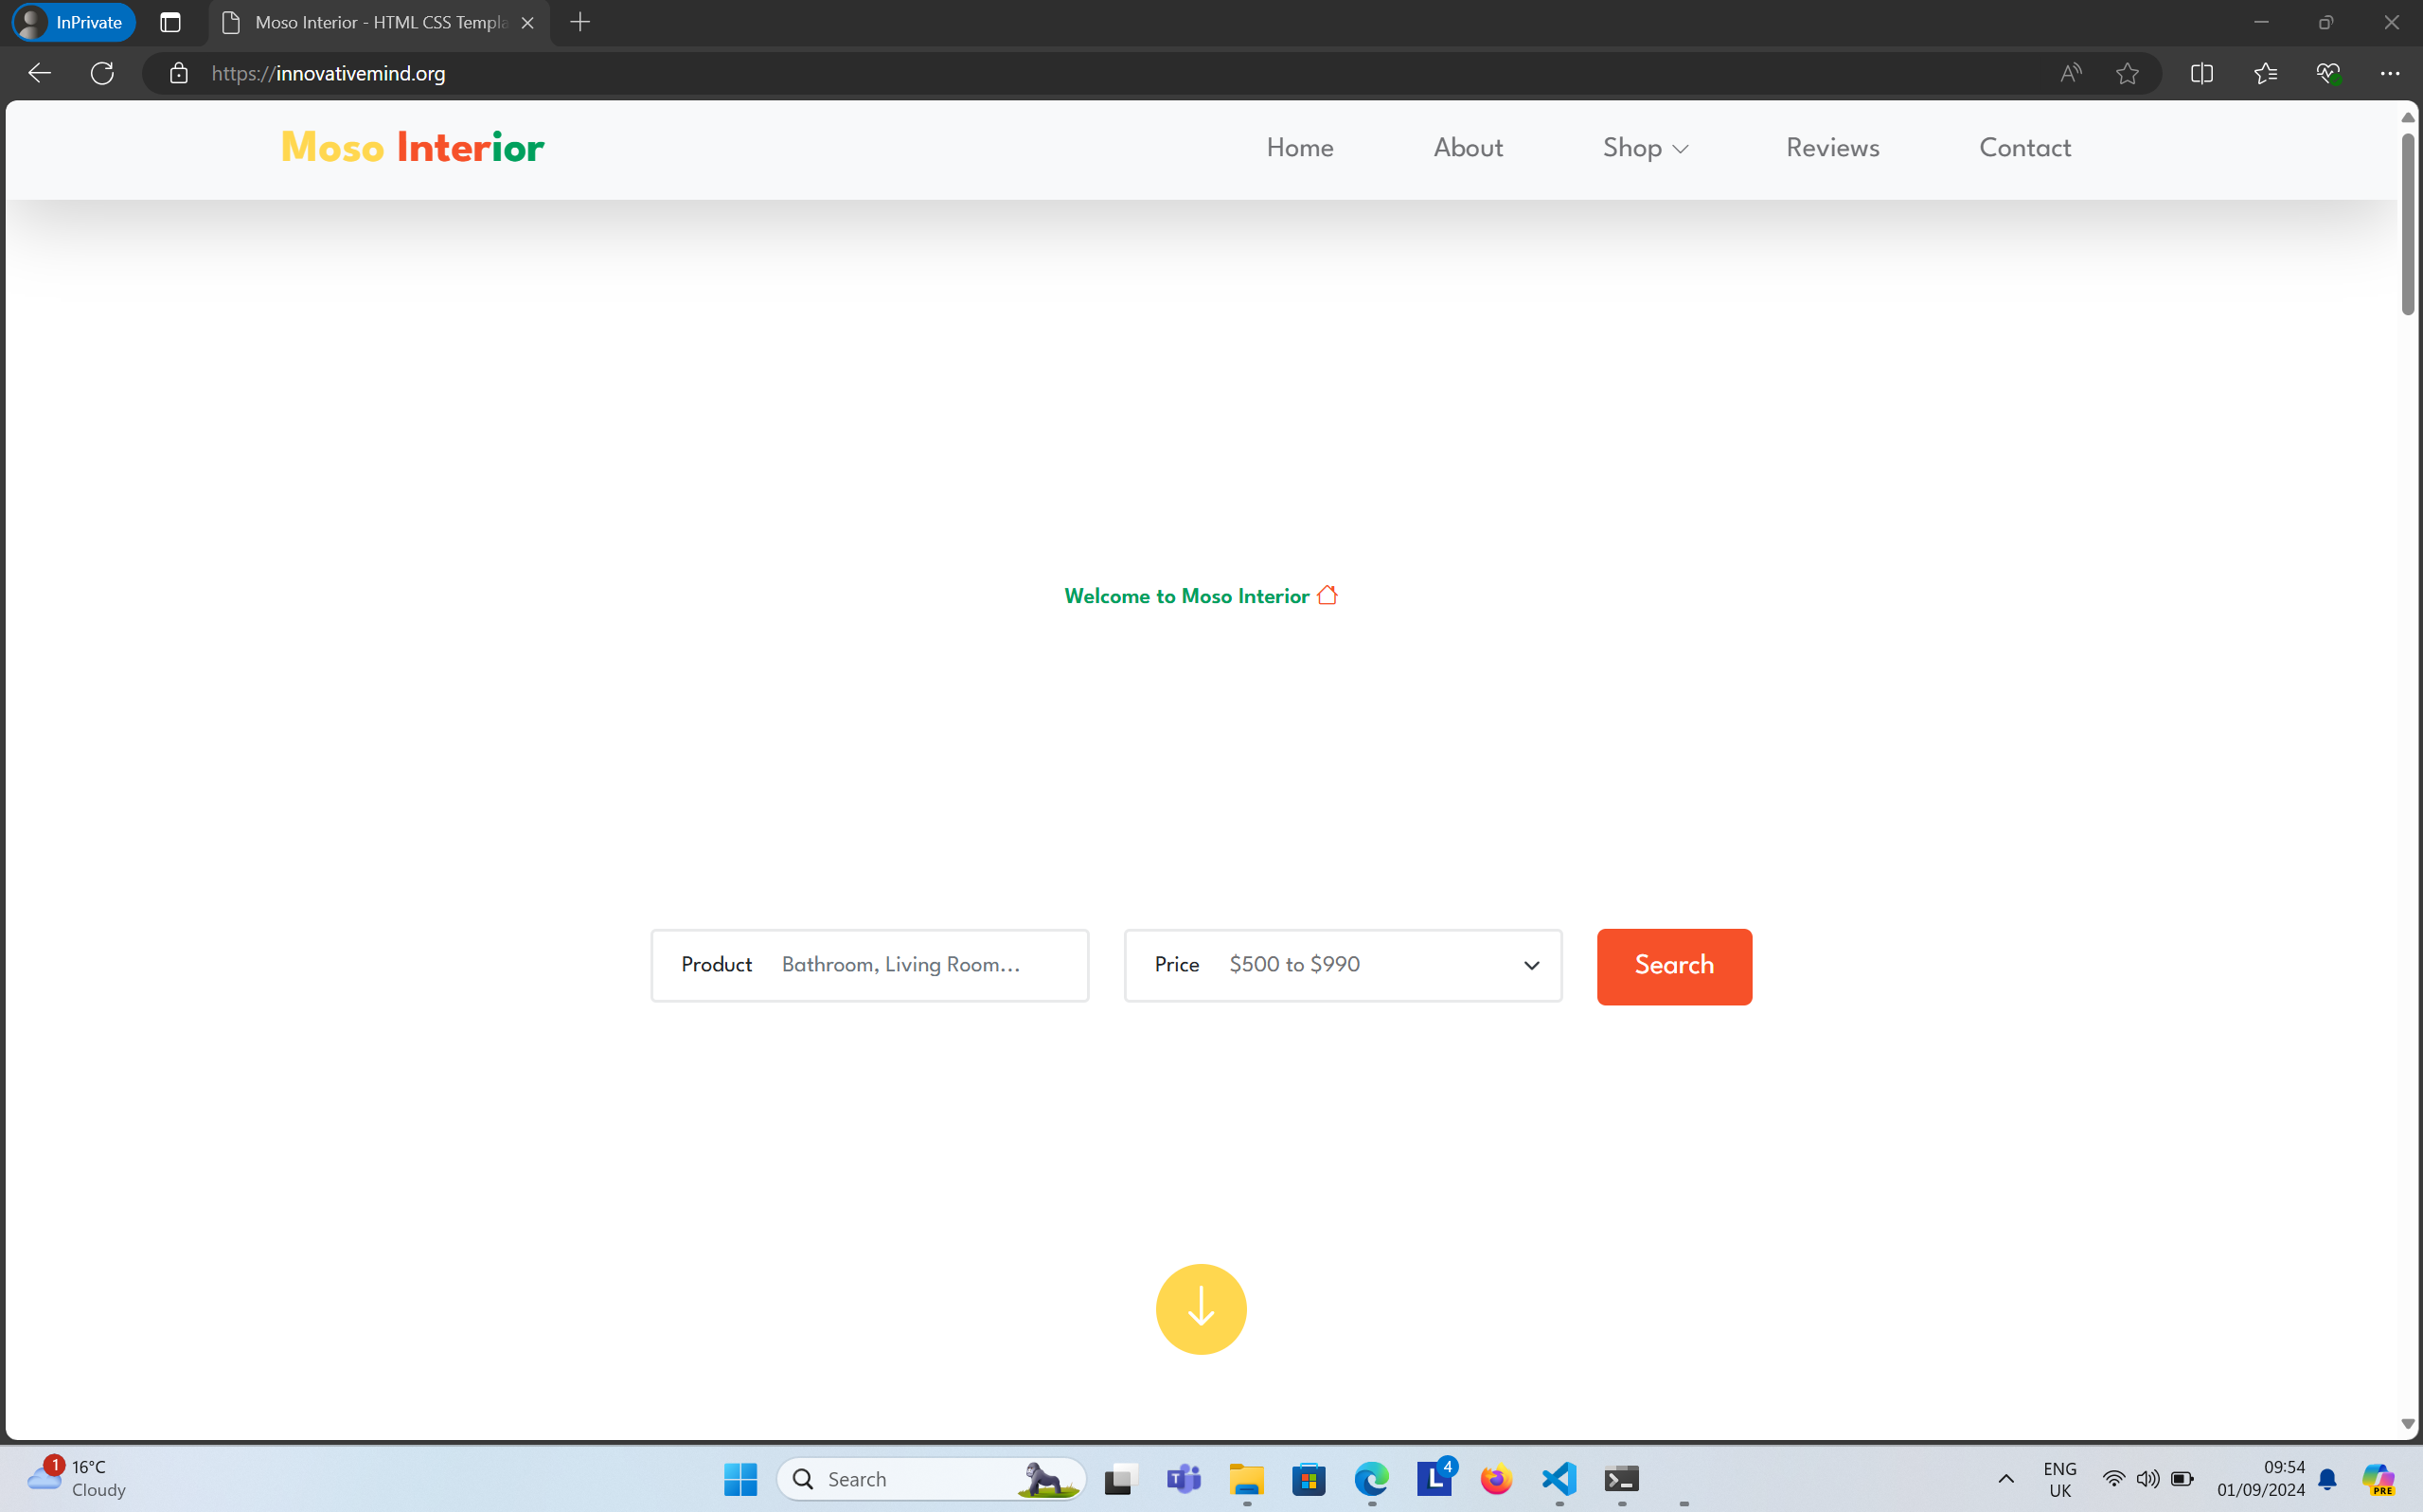 InPrivate
Moso Interior - HTML CSS Templa
https://innovativemind.org
Moso Interior
Home About Shop Reviews Contact
Welcome to Moso Interior
Product Bathroom, Living Room...
Price $500 to $990
Search
1
16°C
Cloudy
Search
T
L
4
ENG
UK
09:54
01/09/2024
PRE